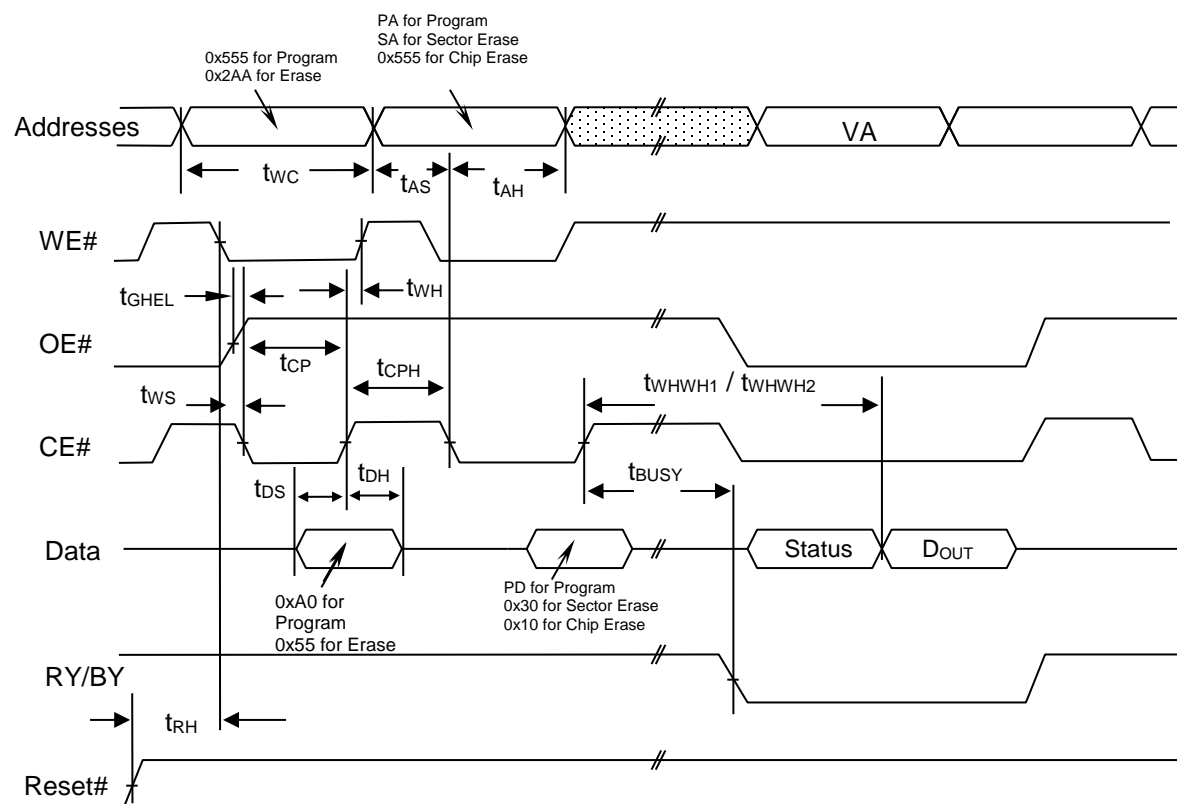 PA for Program
SA for Sector Erase
0x555 for Chip Erase
0x555 for Program
0x2AA for Erase
Addresses
VA
tWC
tAS
tAH
WE#
tGHEL
tWH
OE#
tCP
tCPH
tWHWH1 / tWHWH2
tWS
CE#
tDS
tDH
tBUSY
Data
Status
DOUT
0xA0 for
Program
0x55 for Erase
PD for Program
0x30 for Sector Erase
0x10 for Chip Erase
RY/BY
tRH
Reset#